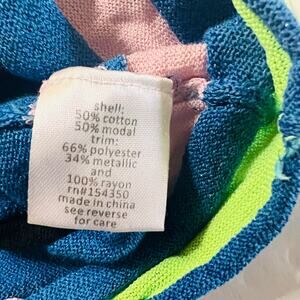 shell:
50% cotton
50% modal
trim:
66% polyester
34% metallic
and
100% rayon
rn#154350
made in china
see reverse
for care